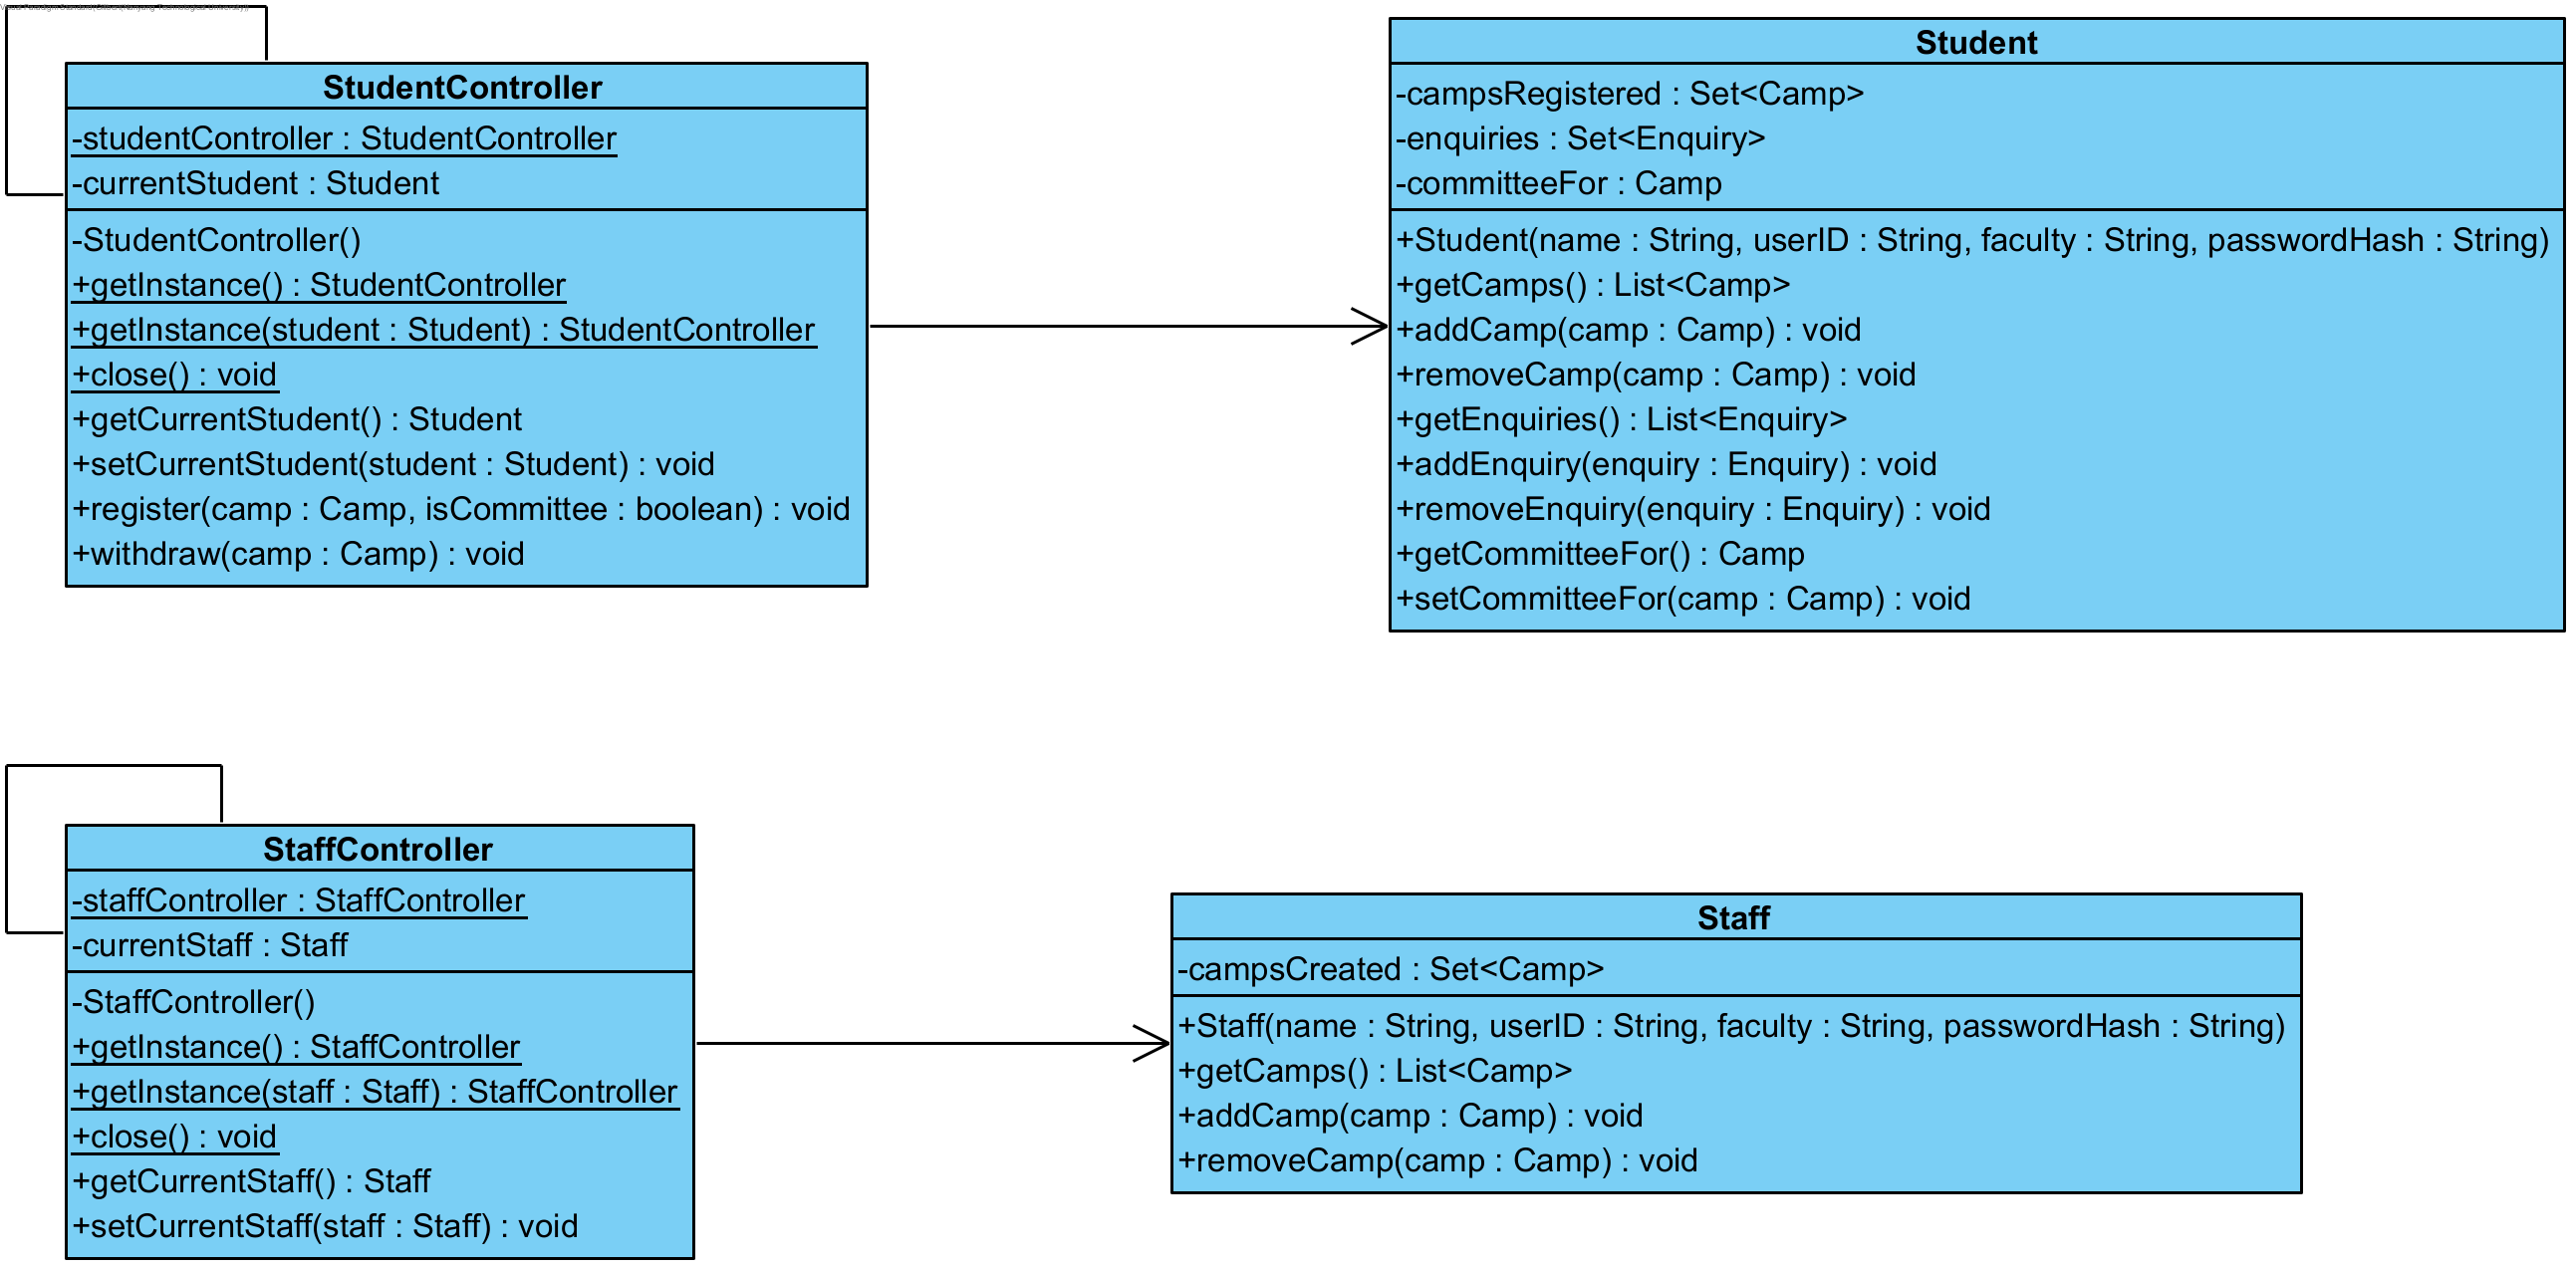 StudentController
-studentController : StudentController
-currentStudent : Student
-StudentController()
+getInstance() : StudentController
+getInstance(student : Student) : StudentController
+close() : void
+getCurrentStudent() : Student
+setCurrentStudent(student : Student) : void
+register(camp : Camp, isCommittee : boolean) : void
+withdraw(camp : Camp) : void
Student
-campsRegistered : Set<Camp>
-enquiries : Set<Enquiry>
-committeeFor : Camp
+Student(name : String, userID : String, faculty : String, passwordHash : String)
+getCamps() : List<Camp>
+addCamp(camp : Camp) : void
+removeCamp(camp : Camp) : void
+getEnquiries() : List<Enquiry>
+addEnquiry(enquiry : Enquiry) : void
+removeEnquiry(enquiry : Enquiry) : void
+getCommitteeFor() : Camp
+setCommitteeFor(camp : Camp) : void
StaffController
-staffController : StaffController
-currentStaff : Staff
-StaffController()
+getInstance() : StaffController
+getInstance(staff : Staff) : StaffController
+close() : void
+getCurrentStaff() : Staff
+setCurrentStaff(staff : Staff) : void
Staff
-campsCreated : Set<Camp>
+Staff(name : String, userID : String, faculty : String, passwordHash : String)
+getCamps() : List<Camp>
+addCamp(camp : Camp) : void
+removeCamp(camp : Camp) : void